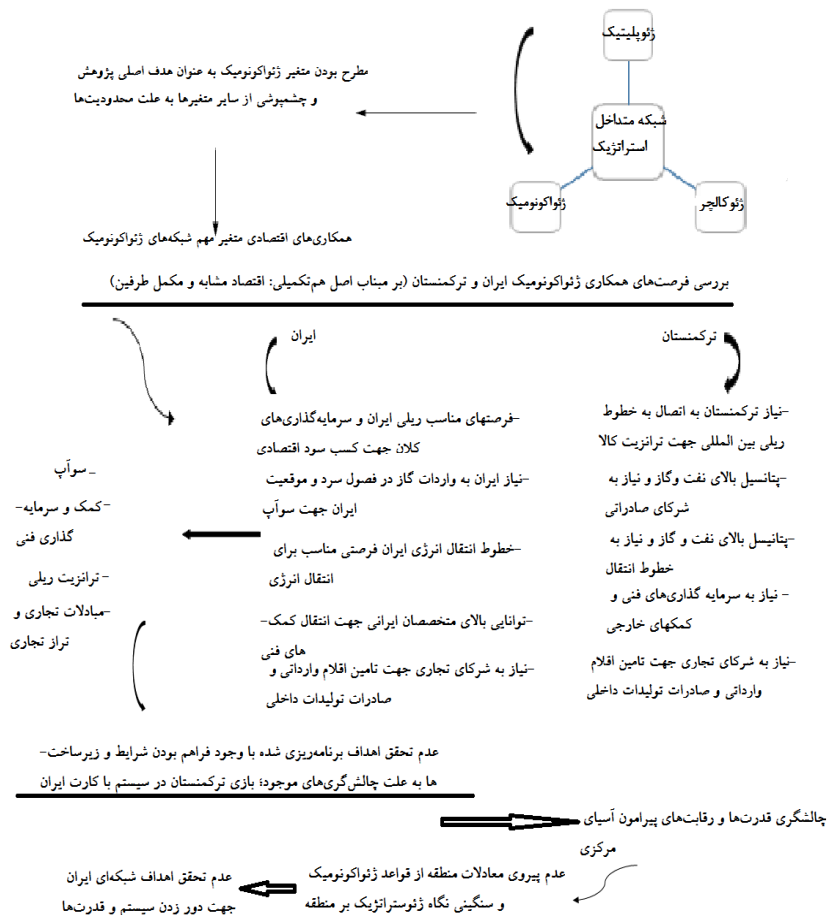 ژئوپلیتیک
شبکه متداخل
استراتژیک
ژئوکالچر
ژئواکونومیک
مطرح بودن متغیر ژئواکونومیک به عنوان هدف اصلی پژوهش
و چشمپوشی از سایر متغیرها به علت محدودیت‌ها
همکاری‌های اقتصادی متغیر مهم شبکه‌های ژئواکونومیک
بررسی فرصت‌های همکاری ژئواکونومیک ایران و ترکمنستان (بر مبناب اصل هم‌تکمیلی: اقتصاد مشابه و مکمل طرفین)
ترکمنستان
-نیاز ترکمنستان به اتصال به خطوط
ریلی بین المللی جهت ترانزیت کالا
-پتانسیل بالای نفت وگاز و نیاز به
شرکای صادراتی
-پتانیسل بالای نفت و گاز و نیاز به
خطوط انتقال
- نیاز به سرمایه گذاری‌های فنی و
کمکهای خارجی
-نیاز به شرکای تجاری جهت تامین اقلام
وارداتی و صادرات تولیدات داخلی
ایران
-فرصتهای مناسب ریلی ایران و سرمایه‌گذاری‌های
کلان جهت کسب سود اقتصادی
-نیاز ایران به واردات گاز در فصول سرد و موقعیت
ایران جهت سوآپ
-خطوط انتقال انرژی ایران فرصتی مناسب برای
انتقال انرژی
-توانایی بالای متخصصان ایرانی جهت انتقال کمک-
های فنی
-نیاز به شرکای تجاری جهت تامین اقلام وارداتی و
صادرات تولیدات داخلی
_ سوآپ
-کمک و سرمایه-
گذاری فنی
- ترانزیت ریلی
-مبادلات تجاری و
تراز تجاری
عدم تحقق اهداف برنامه‌ریزی شده با وجود فراهم بودن شرایط و زیرساخت-
ها به علت چالش‌گری‌های موجود؛ بازی ترکمنستان در سیستم با کارت ایران
چالشگری قدرت‌ها و رقابت‌های پیرامون آسیای
مرکزی
عدم پیروی معادلات منطقه از قواعد ژئواکونومیک
و سنگینی نگاه ژئوستراتژیک بر منطقه
عدم تحقق اهداف شبکه‌ای ایران
جهت دور زدن سیستم و قدرت‌ها